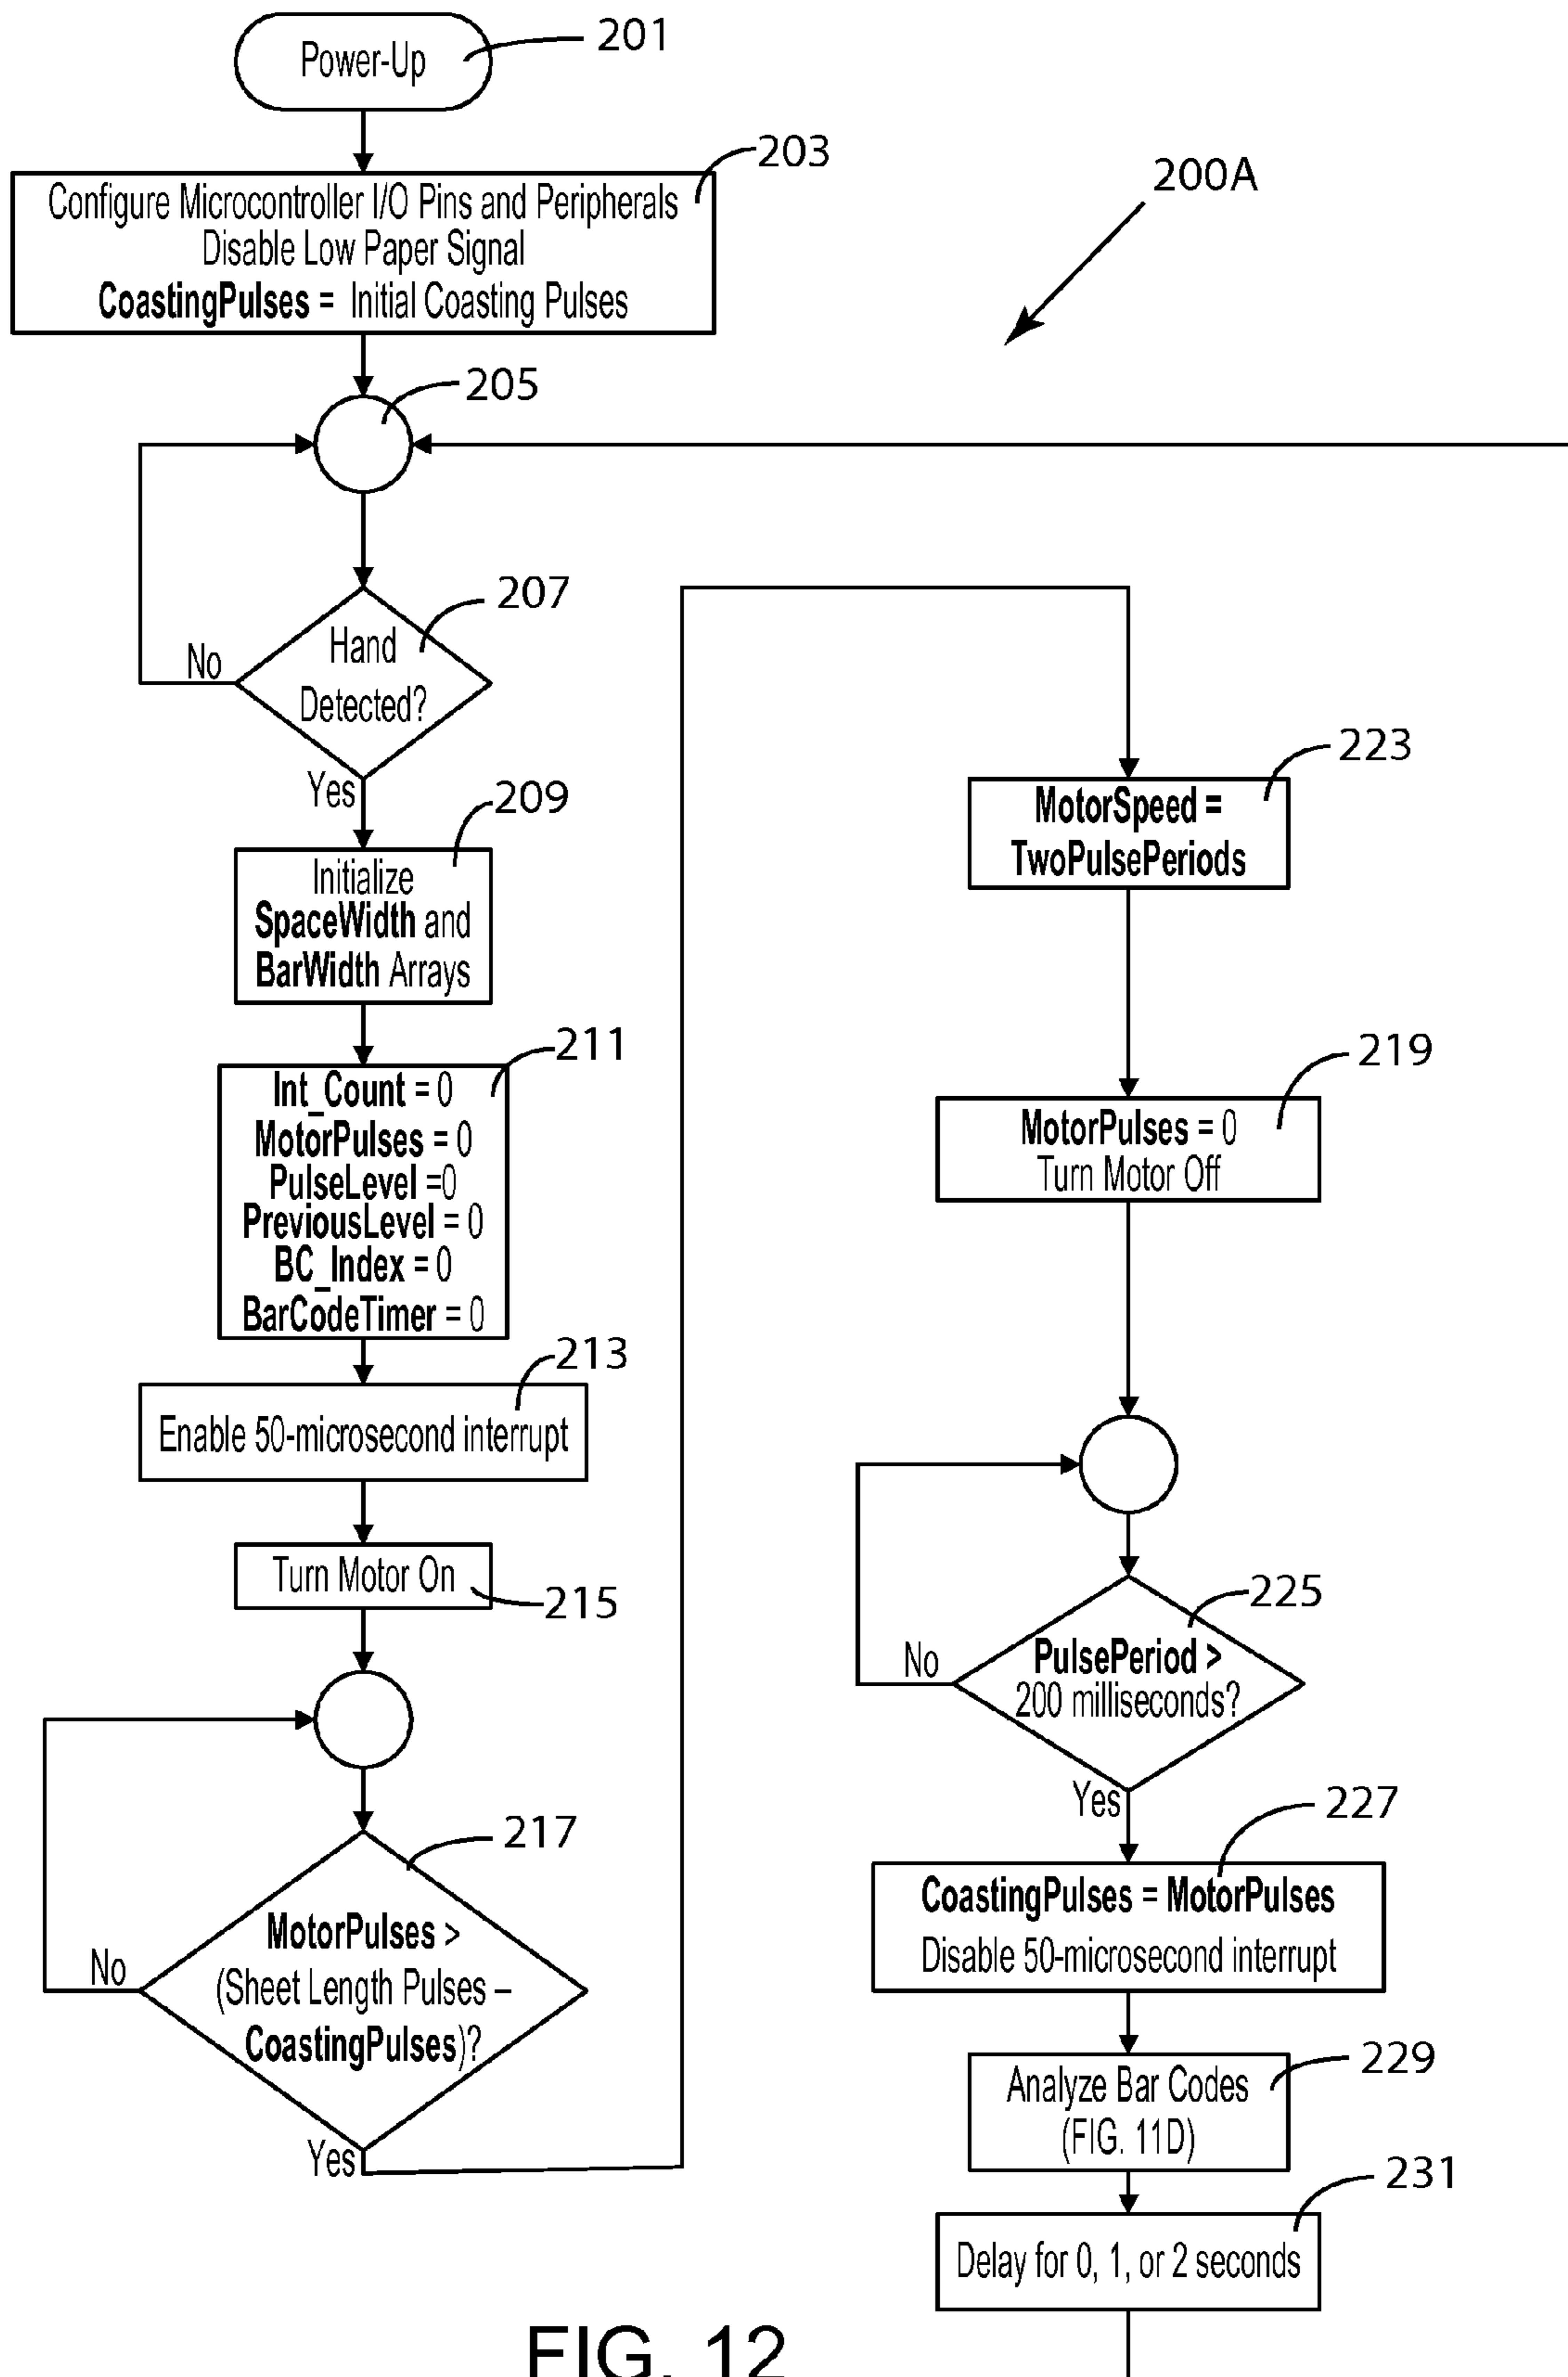 Power-Up
201
203
Configure Microcontroller I/O Pins and Peripherals
Disable Low Paper Signal
CoastingPulses = Initial Coasting Pulses
200A
205
207
Hand
Detected?
No
Yes
209
Initialize
SpaceWidth and
BarWidth Arrays
211
Int_Count = 0
MotorPulses = 0
PulseLevel =0
PreviousLevel = 0
BC_Index = 0
BarCodeTimer = 0
213
Enable 50-microsecond interrupt
Turn Motor On
215
217
MotorPulses >
(Sheet Length Pulses –
CoastingPulses)?
No
Yes
223
MotorSpeed =
TwoPulsePeriods
219
MotorPulses = 0
Turn Motor Off
225
PulsePeriod >
200 milliseconds?
No
Yes
227
CoastingPulses = MotorPulses
Disable 50-microsecond interrupt
229
Analyze Bar Codes
(FIG. 11D)
231
Delay for 0, 1, or 2 seconds
FIG. 12